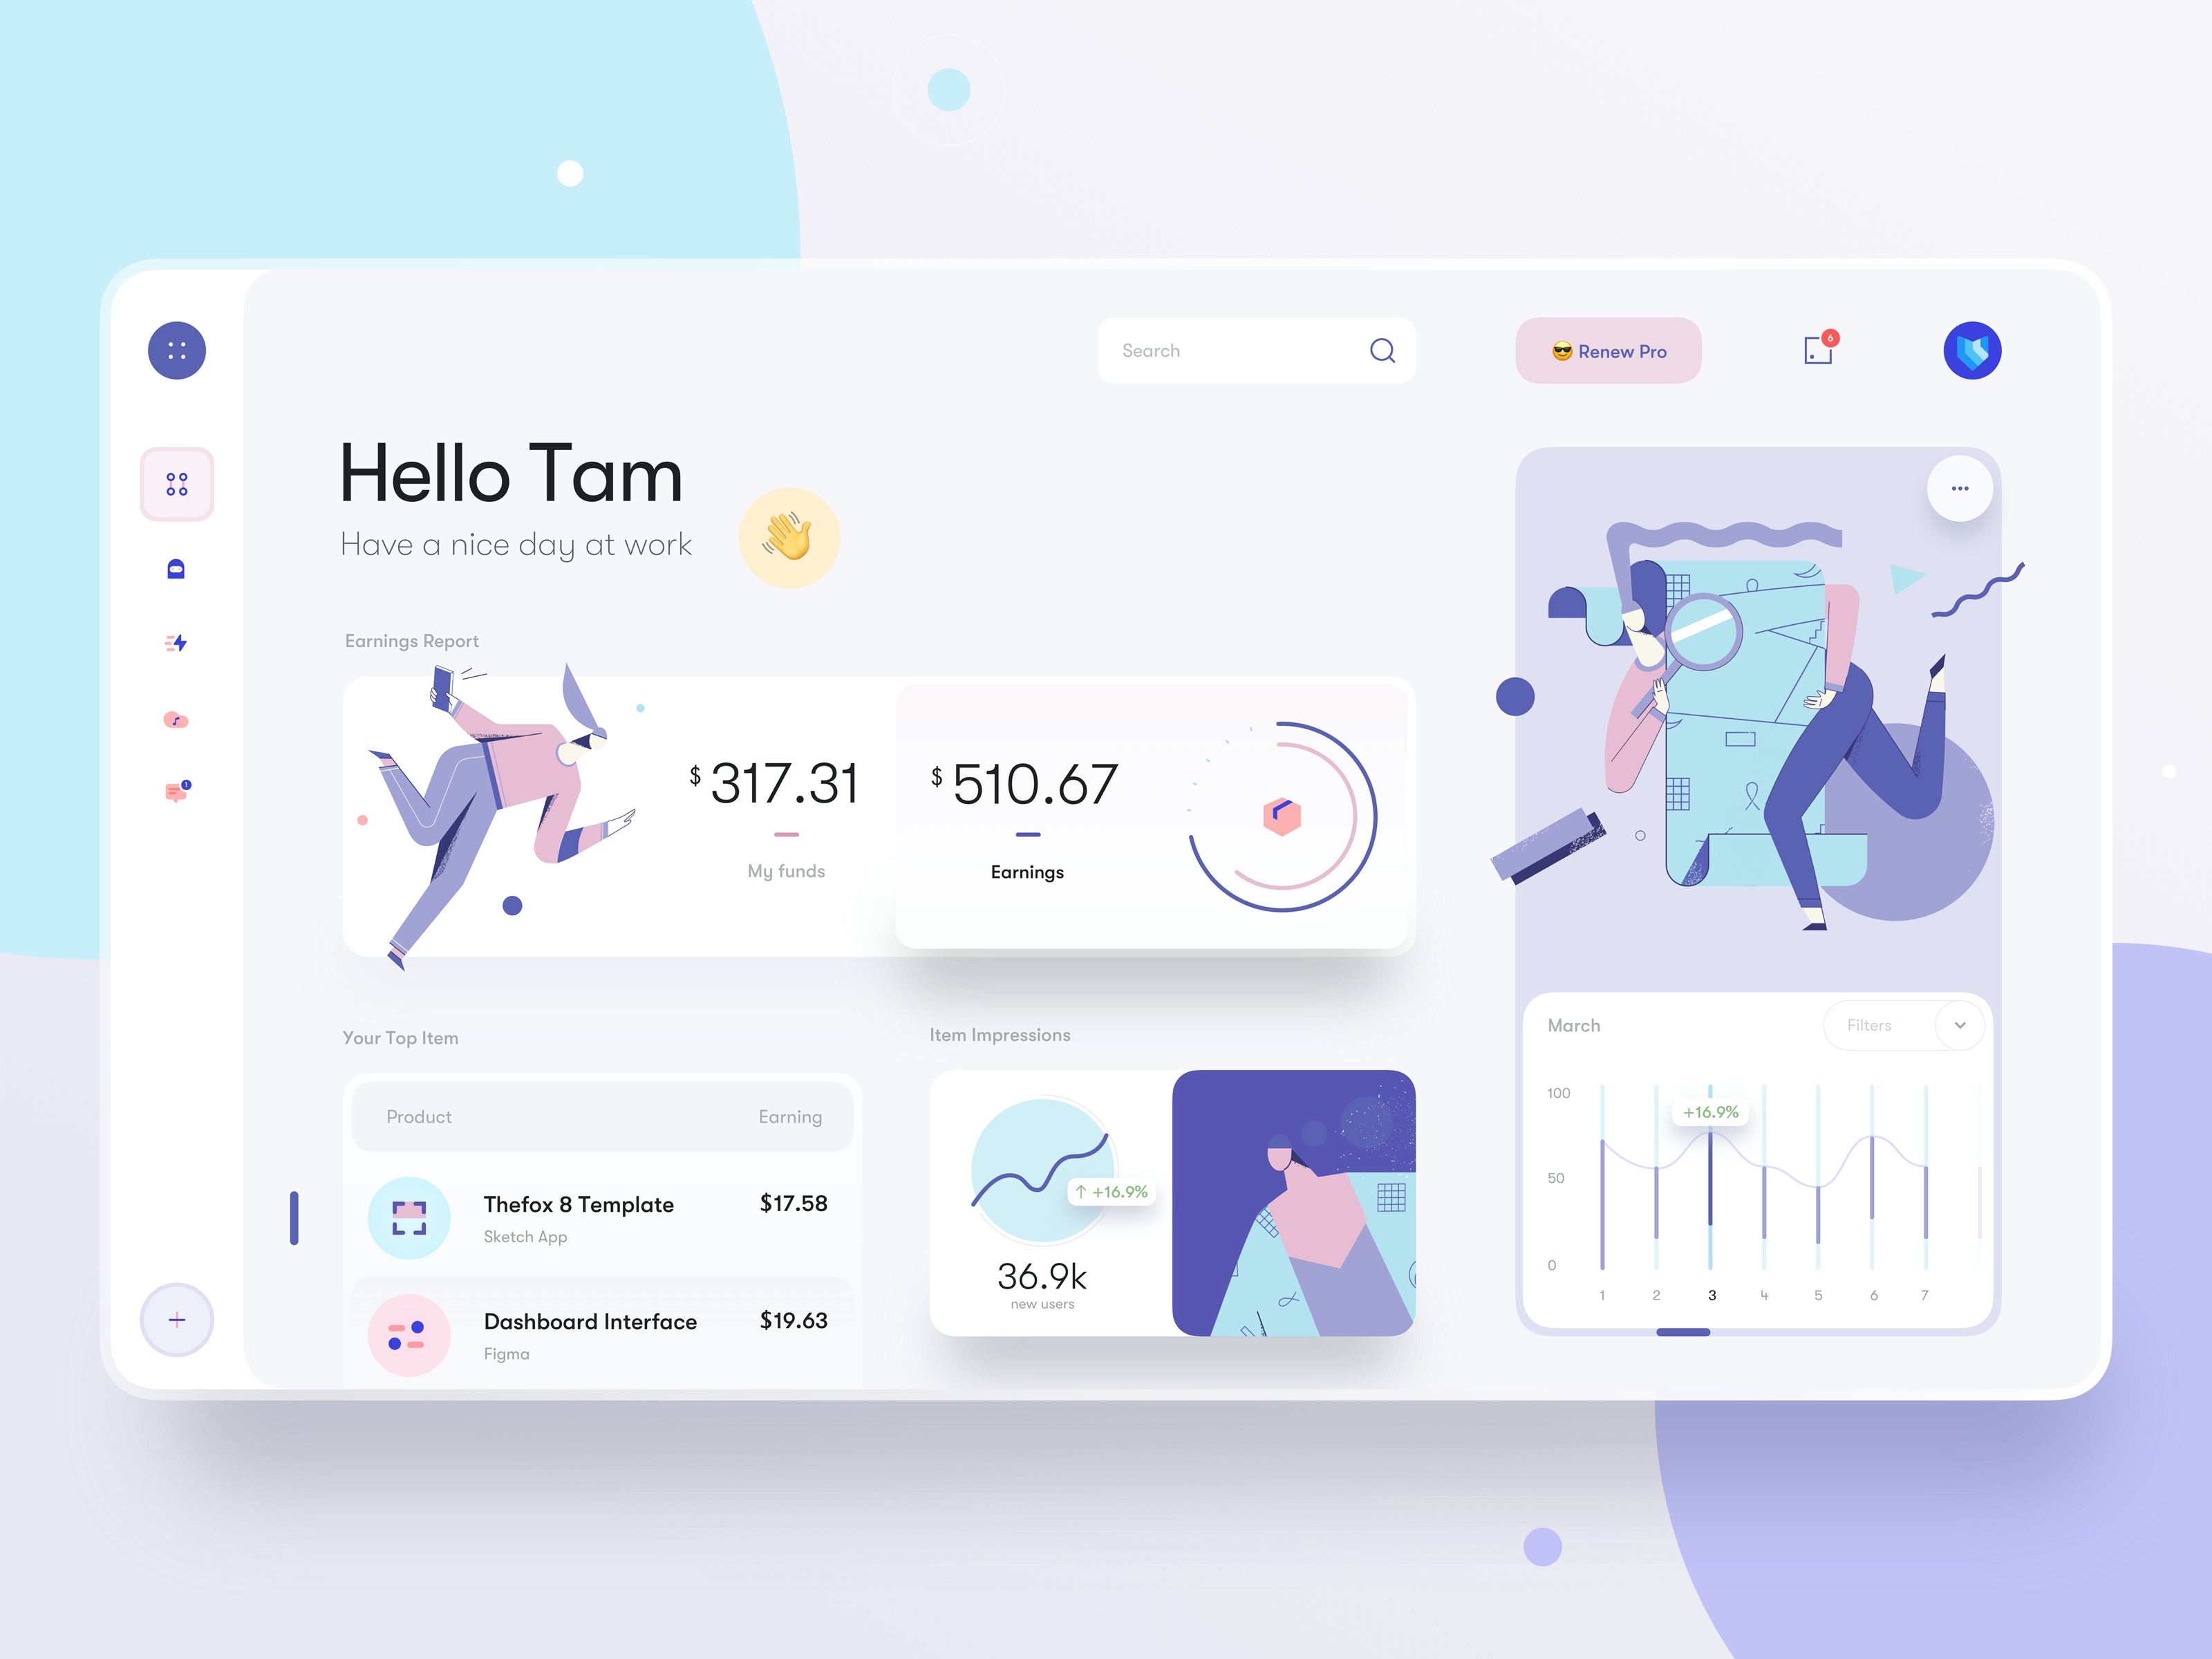 Search
😎 Renew Pro
6
Hello Tam
Have a nice day at work
1
Earnings Report
$ 317.31
My funds
$ 510.67
Earnings
Your Top Item
Product Earning
Thefox 8 Template $17.58
Sketch App
Dashboard Interface $19.63
Figma
Item Impressions
↑ +16.9%
36.9k
new users
March
Filters
100
+16.9%
50
0
1 2 3 4 5 6 7